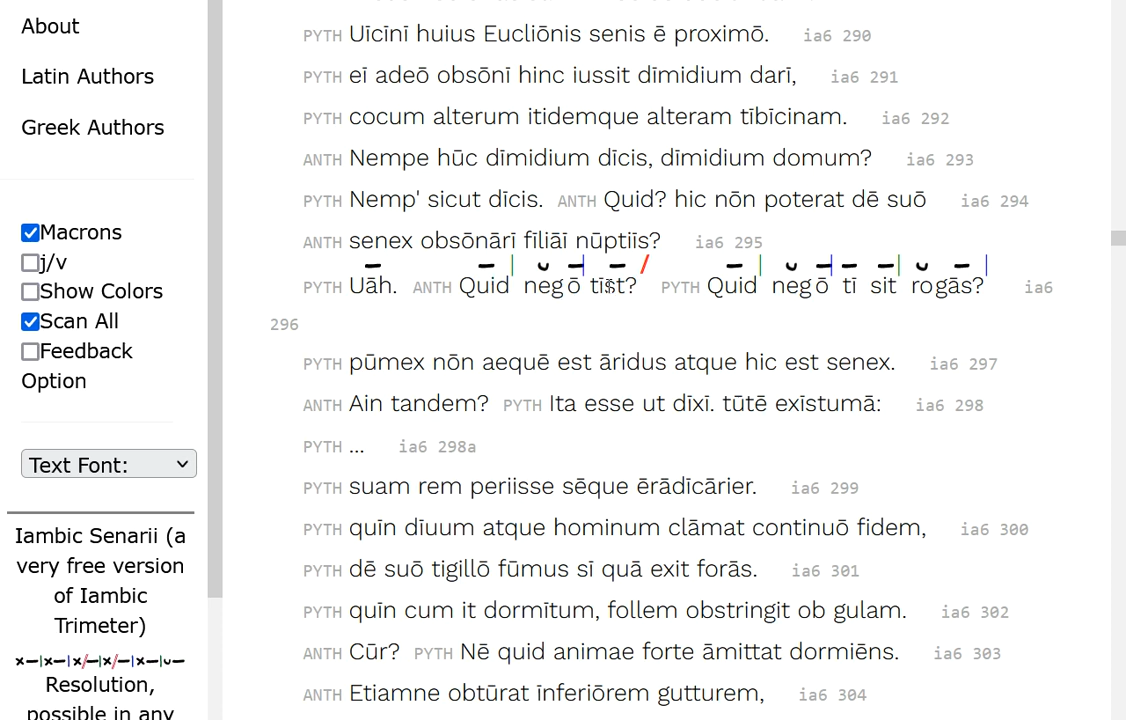 About
Latin Authors
Greek Authors
Macrons
j/v
Show Colors
Scan All
Feedback
Option
Text Font:
Iambic Senarii (a
very free version
of Iambic
Trimeter)
x–|x–|x/–|x/–|x–|⏑–
Resolution,
possible in any
PYTH Uīcīnī huius Eucliōnis senis ē proximō. ia6 290
PYTH eī adeō obsōnī hinc iussit dīmidium darī, ia6 291
PYTH cocum alterum itidemque alteram tībīcinam. ia6 292
ANTH Nempe hūc dīmidium dīcis, dīmidium domum? ia6 293
PYTH Nemp' sicut dīcis. ANTH Quid? hic nōn poterat dē suō ia6 294
ANTH senex obsōnārī fīlīāī nūptiīs? ia6 295
PYTH Uāh. ANTH Quid negō tīst? PYTH Quid negō tī sit rogās? ia6
296
PYTH pūmex nōn aequē est āridus atque hic est senex. ia6 297
ANTH Ain tandem? PYTH Ita esse ut dīxī. tūtē exīstumā: ia6 298
PYTH ... ia6 298a
PYTH suam rem periisse sēque ērādīcārier. ia6 299
PYTH quīn dīuum atque hominum clāmat continuō fidem, ia6 300
PYTH dē suō tigillō fūmus sī quā exit forās. ia6 301
PYTH quīn cum it dormītum, follem obstringit ob gulam. ia6 302
ANTH Cūr? PYTH Nē quid animae forte āmittat dormiēns. ia6 303
ANTH Etiamne obtūrat īnferiōrem gutturem, ia6 304